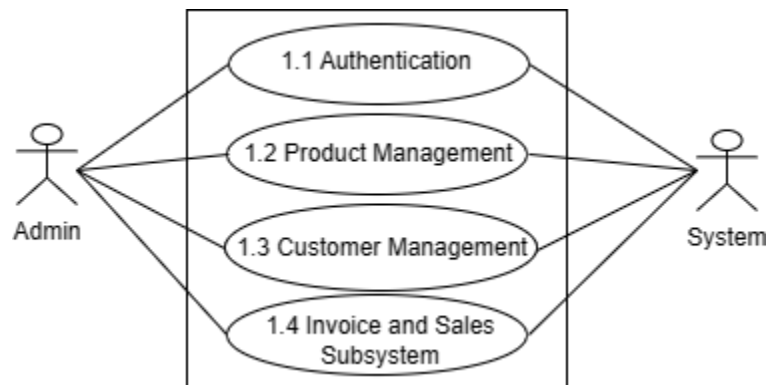 1.1 Authentication
1.2 Product Management
Admin
System
1.3 Customer Management
1.4 Invoice and Sales
Subsystem